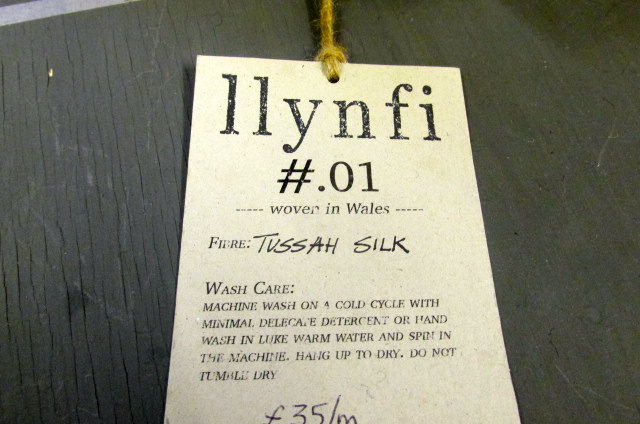 llynfi
#.01
----- woven in Wales -----
Fibre: TUSSAH SILK
Wash Care:
MACHINE WASH ON A COLD CYCLE WITH
MINIMAL DELECATE DETERCENT OR HAND
WASH IN LUKE WARM WATER AND SPIN IN
THE MACHINE. HANG UP TO DRY. DO NOT
TUMBLE DRY
£35/m